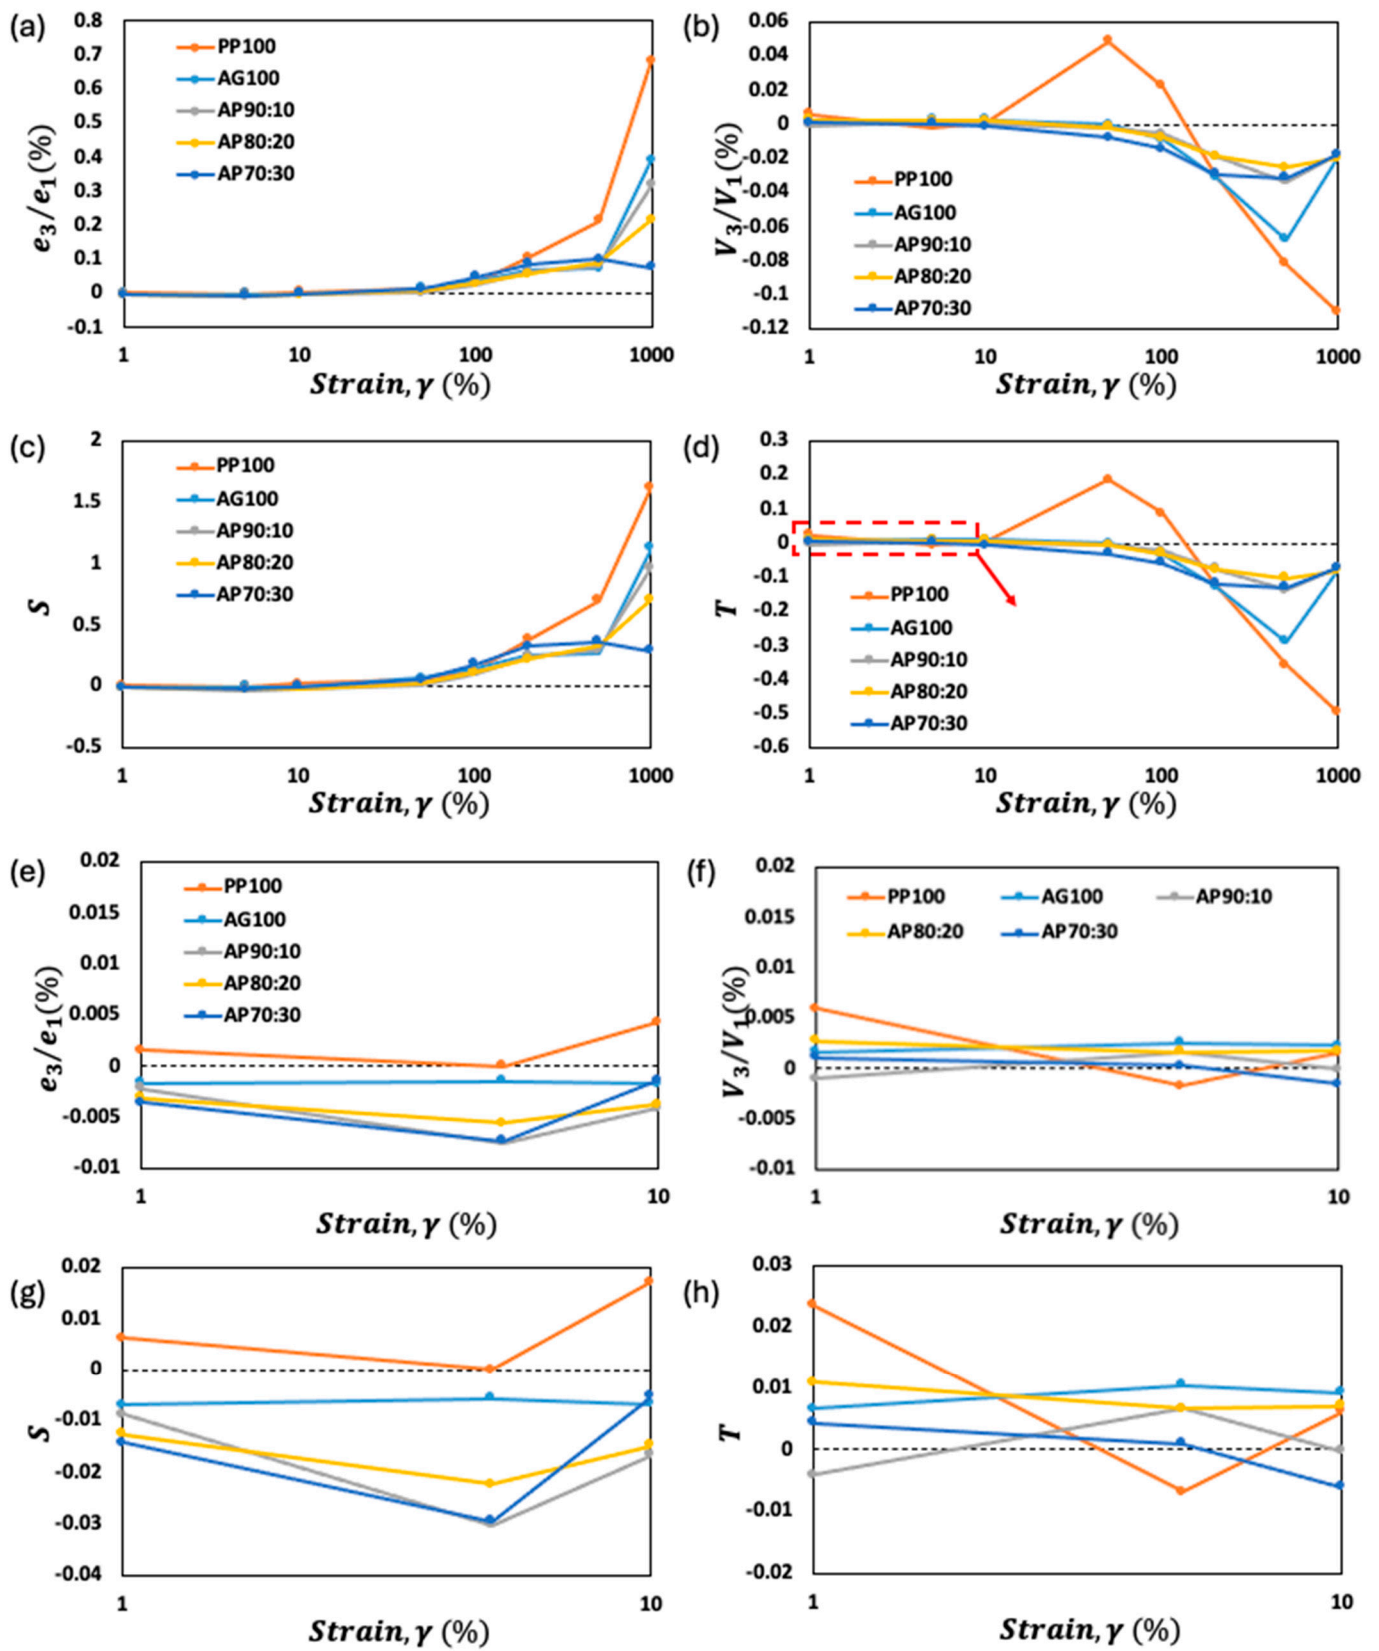 (a)
0.8
0.7
0.6
0.5
0.4
0.3
0.2
0.1
0
-0.1
e₃/e₁(%)
PP100
AG100
AP90:10
AP80:20
AP70:30
1 10 100 1000
Strain, γ (%)
(b)
0.06
0.04
0.02
0
-0.02
-0.04
-0.06
-0.08
-0.1
-0.12
V₃/V₁(%)
PP100
AG100
AP90:10
AP80:20
AP70:30
1 10 100 1000
Strain, γ (%)
(c)
2
1.5
1
0.5
0
-0.5
S
PP100
AG100
AP90:10
AP80:20
AP70:30
1 10 100 1000
Strain, γ (%)
(d)
0.3
0.2
0.1
0
-0.1
-0.2
-0.3
-0.4
-0.5
-0.6
T
PP100
AG100
AP90:10
AP80:20
AP70:30
1 10 100 1000
Strain, γ (%)
(e)
0.02
0.015
0.01
0.005
0
-0.005
-0.01
e₃/e₁(%)
PP100
AG100
AP90:10
AP80:20
AP70:30
1 10
Strain, γ (%)
(f)
0.02
0.015
0.01
0.005
0
-0.005
-0.01
V₃/V₁(%)
PP100 AG100 AP90:10
AP80:20 AP70:30
1 10
Strain, γ (%)
(g)
0.02
0.01
0
-0.01
-0.02
-0.03
-0.04
S
1 10
Strain, γ (%)
(h)
0.03
0.02
0.01
0
-0.01
-0.02
T
1 10
Strain, γ (%)